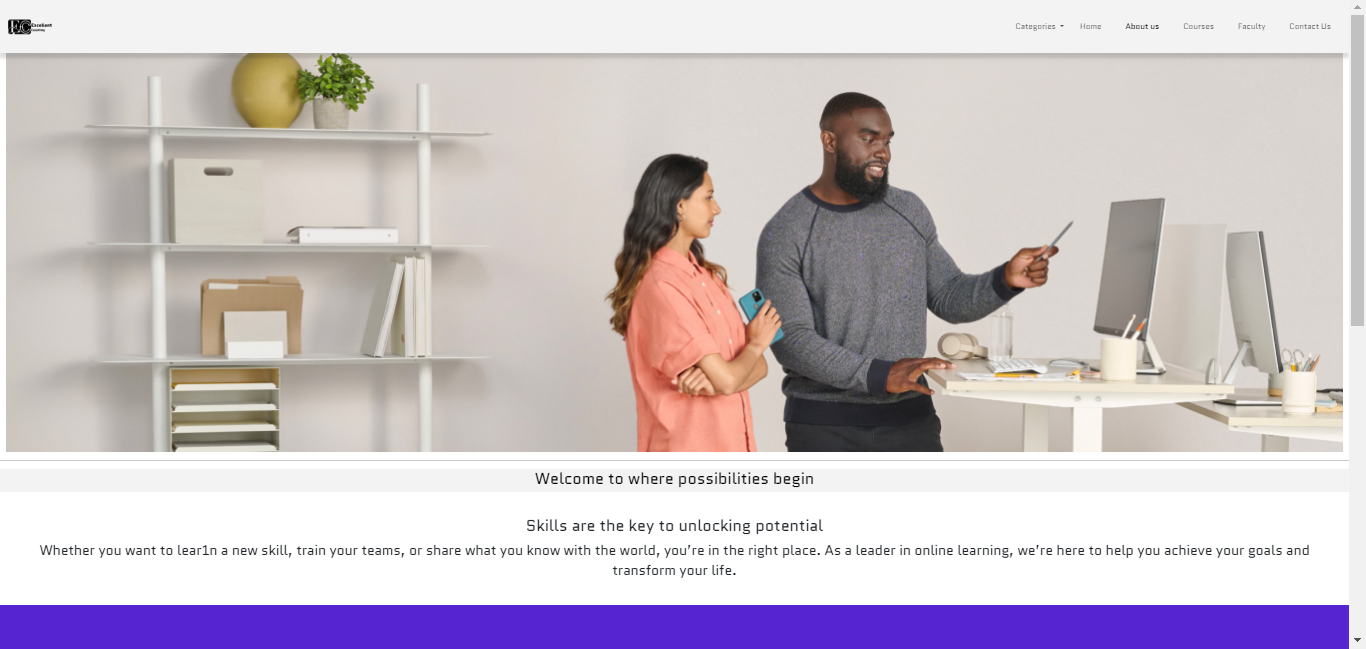 EC Excellent
Categories Home About us Courses Faculty Contact Us
Welcome to where possibilities begin
Skills are the key to unlocking potential
Whether you want to lear1n a new skill, train your teams, or share what you know with the world, you're in the right place. As a leader in online learning, we're here to help you achieve your goals and
transform your life.